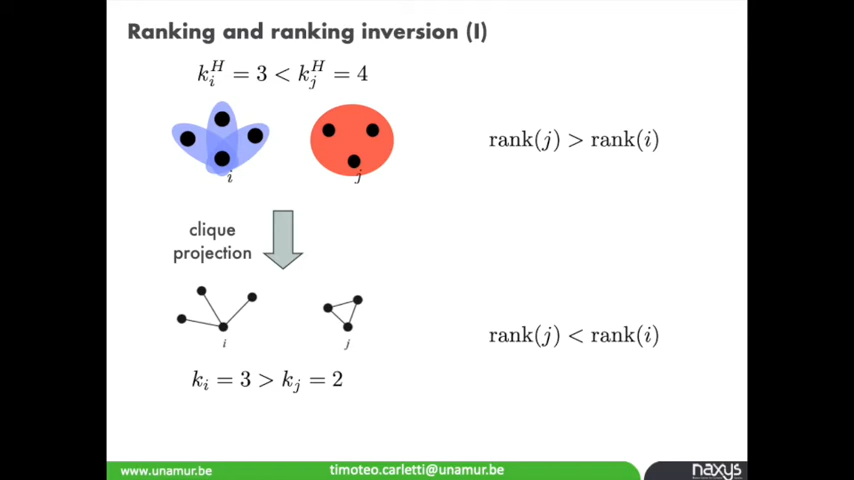 Ranking and ranking inversion (I)
k_i^H = 3 < k_j^H = 4
rank(j) > rank(i)
i
j
clique
projection
i
j
rank(j) < rank(i)
k_i = 3 > k_j = 2
www.unamur.be
timoteo.carletti@unamur.be
naxys